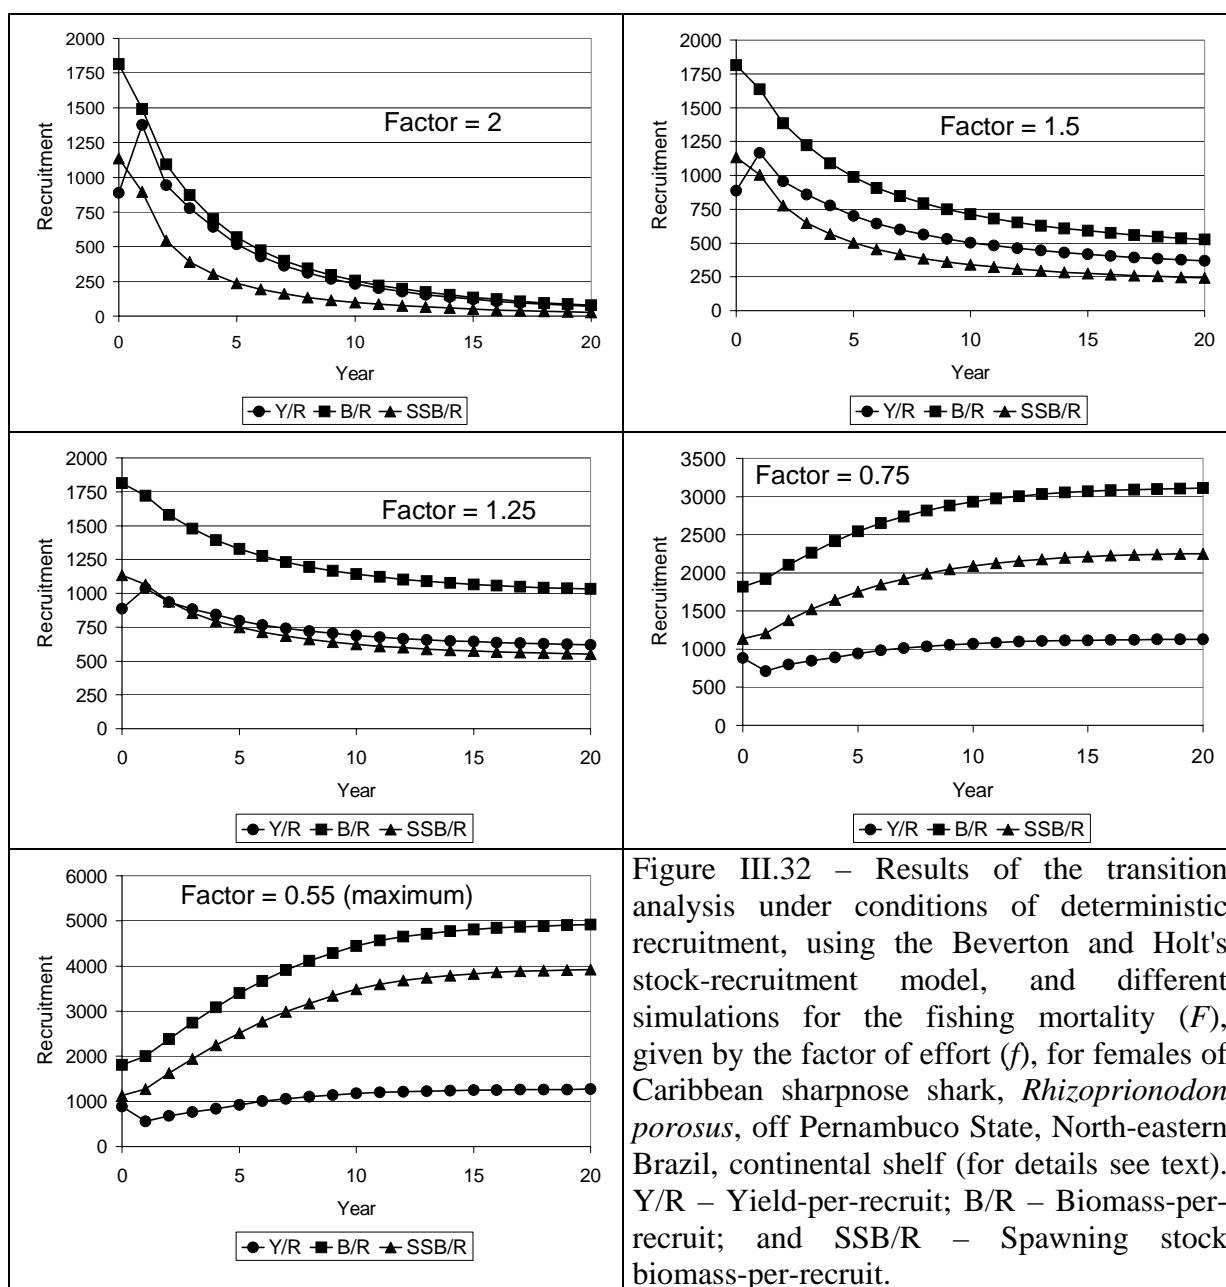 2000
1750
1500
1250
1000
750
500
250
0
Recruitment
Factor = 2
0 5 10 15 20
Year
Y/R B/R SSB/R
2000
1750
1500
1250
1000
750
500
250
0
Recruitment
Factor = 1.5
0 5 10 15 20
Year
Y/R B/R SSB/R
2000
1750
1500
1250
1000
750
500
250
0
Recruitment
Factor = 1.25
0 5 10 15 20
Year
Y/R B/R SSB/R
3500
3000
2500
2000
1500
1000
500
0
Recruitment
Factor = 0.75
0 5 10 15 20
Year
Y/R B/R SSB/R
6000
5000
4000
3000
2000
1000
0
Recruitment
Factor = 0.55 (maximum)
0 5 10 15 20
Year
Y/R B/R SSB/R
Figure III.32 – Results of the transition
analysis under conditions of deterministic
recruitment, using the Beverton and Holt's
stock-recruitment model, and different
simulations for the fishing mortality (F),
given by the factor of effort (f), for females of
Caribbean sharpnose shark, Rhizoprionodon
porosus, off Pernambuco State, North-eastern
Brazil, continental shelf (for details see text).
Y/R – Yield-per-recruit; B/R – Biomass-per-
recruit; and SSB/R – Spawning stock
biomass-per-recruit.